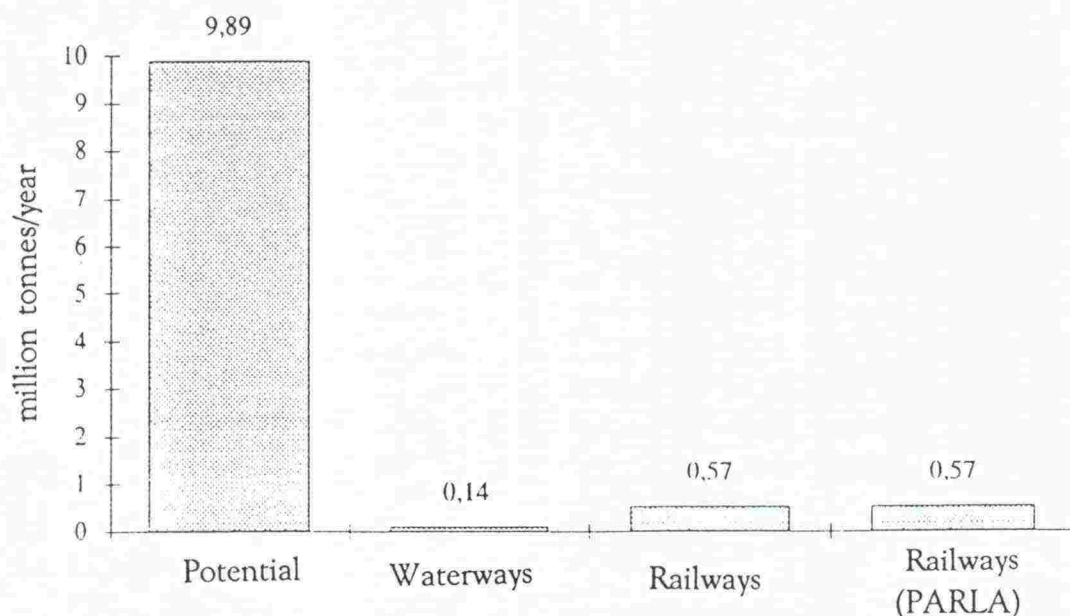 9,89
10
9
8
7
6
5
4
3
2
1
0
million tonnes/year
0,14
0,57
0,57
Potential
Waterways
Railways
Railways
(PARLA)